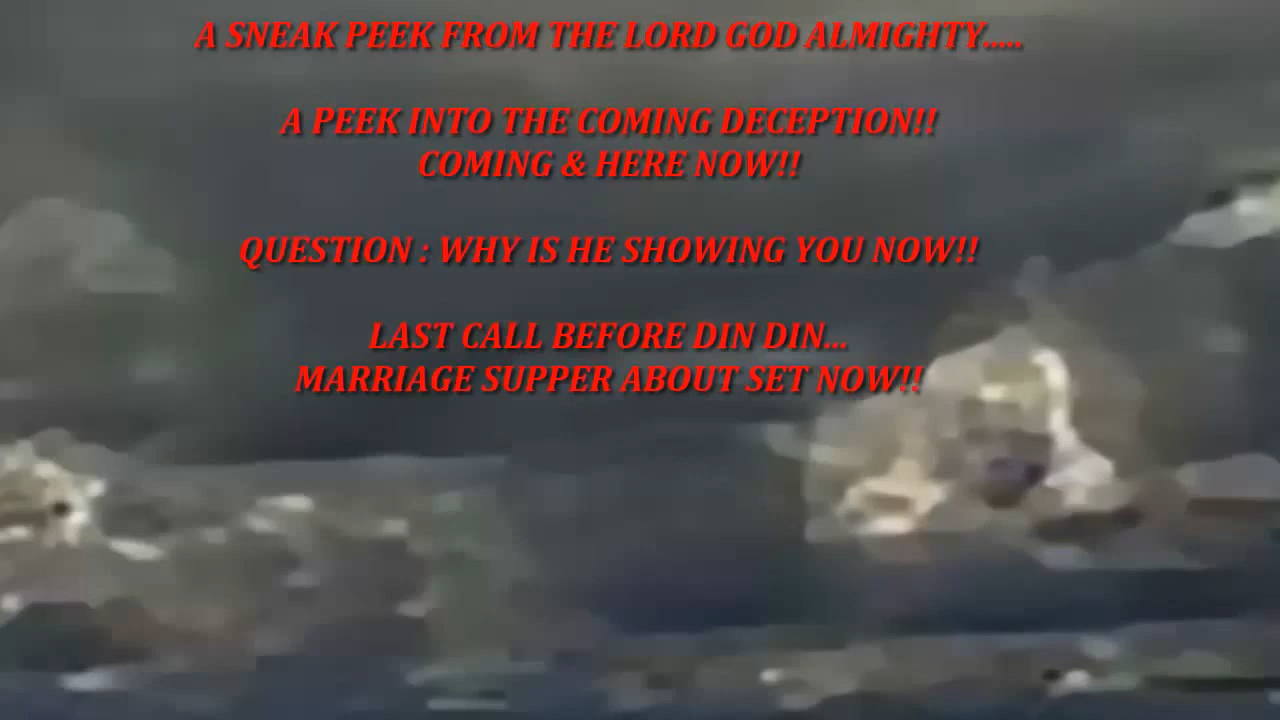 A SNEAK PEEK FROM THE LORD GOD ALMIGHTY.....
A PEEK INTO THE COMING DECEPTION!!
COMING & HERE NOW!!
QUESTION : WHY IS HE SHOWING YOU NOW!!
LAST CALL BEFORE DIN DIN...
MARRIAGE SUPPER ABOUT SET NOW!!